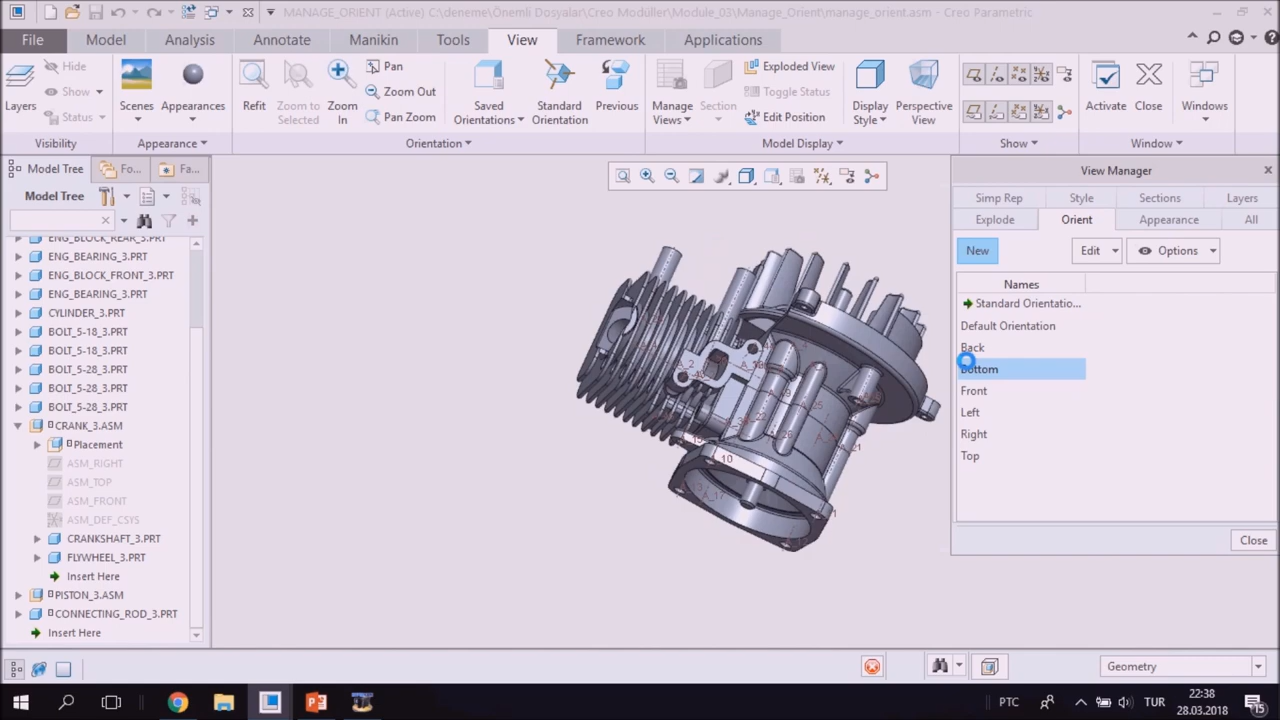 MANAGE_ORIENT (Active) C:\deneme\Önemli Dosyalar\Creo Modüller\Module_03\Manage_Orient\manage_orient.asm - Creo Parametric
File Model Analysis Annotate Manikin Tools View Framework Applications
Hide
Show
Status
Layers
Visibility
Scenes
Appearances
Appearance
Refit
Zoom to Selected
Zoom In
Pan
Zoom Out
Pan Zoom
Saved Orientations
Standard Orientation
Previous
Orientation
Manage Views
Section
Exploded View
Toggle Status
Edit Position
Display Style
Perspective View
Model Display
Show
Activate
Close
Windows
Window
Model Tree Fo... Fa...
Model Tree
ENG_BLOCK_REAR_3.PRT
ENG_BEARING_3.PRT
ENG_BLOCK_FRONT_3.PRT
ENG_BEARING_3.PRT
CYLINDER_3.PRT
BOLT_5-18_3.PRT
BOLT_5-18_3.PRT
BOLT_5-28_3.PRT
BOLT_5-28_3.PRT
BOLT_5-28_3.PRT
CRANK_3.ASM
Placement
ASM_RIGHT
ASM_TOP
ASM_FRONT
ASM_DEF_CSYS
CRANKSHAFT_3.PRT
FLYWHEEL_3.PRT
Insert Here
PISTON_3.ASM
CONNECTING_ROD_3.PRT
Insert Here
View Manager
Simp Rep Style Sections Layers
Explode Orient Appearance All
New Edit Options
Names
Standard Orientatio...
Default Orientation
Back
Bottom
Front
Left
Right
Top
Close
Geometry
PTC TUR 22:38
28.03.2018
15